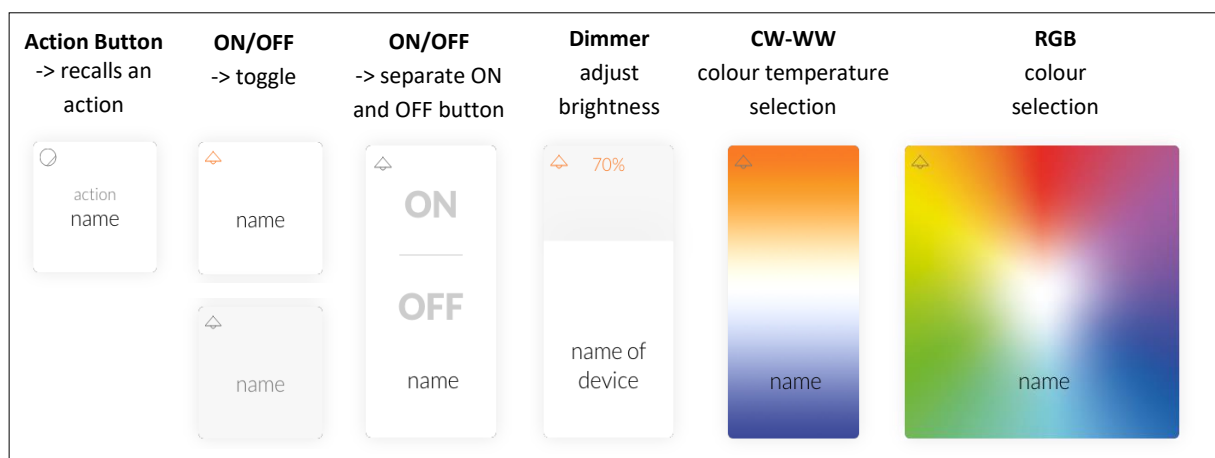 Action Button
-> recalls an
action
ON/OFF
-> toggle
ON/OFF
-> separate ON
and OFF button
Dimmer
adjust
brightness
CW-WW
colour temperature
selection
RGB
colour
selection
action
name
name
name
ON
OFF
name
70%
name of
device
name
name